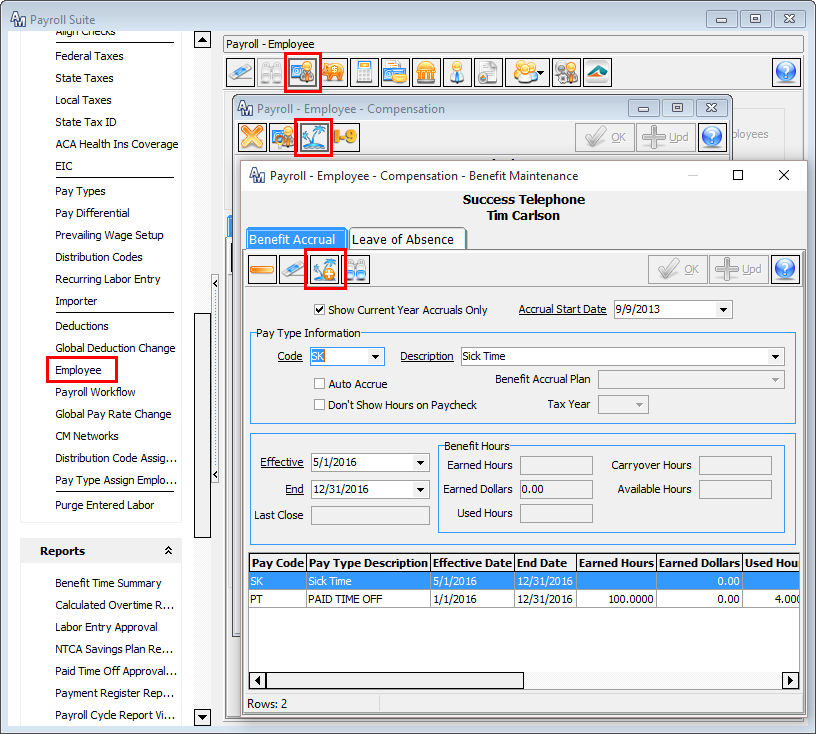 Payroll Suite
Align Checks
Federal Taxes
State Taxes
Local Taxes
State Tax ID
ACA Health Ins Coverage
EIC
Pay Types
Pay Differential
Prevailing Wage Setup
Distribution Codes
Recurring Labor Entry
Importer
Deductions
Global Deduction Change
Employee
Payroll Workflow
Global Pay Rate Change
CM Networks
Distribution Code Assig...
Pay Type Assign Emplo...
Purge Entered Labor
Reports
Benefit Time Summary
Calculated Overtime R...
Labor Entry Approval
NTCA Savings Plan Re...
Paid Time Off Approval...
Payment Register Rep...
Payroll Cycle Report Vi...
Payroll - Employee
Payroll - Employee - Compensation
I-9
OK
Upd
ployees
Payroll - Employee - Compensation - Benefit Maintenance
Success Telephone
Tim Carlson
Benefit Accrual
Leave of Absence
OK
Upd
Show Current Year Accruals Only
Accrual Start Date 9/9/2013
Pay Type Information
Code SK Description Sick Time
Auto Accrue
Benefit Accrual Plan
Don't Show Hours on Paycheck
Tax Year
Effective 5/1/2016
End 12/31/2016
Last Close
Benefit Hours
Earned Hours
Carryover Hours
Earned Dollars 0.00
Available Hours
Used Hours
Pay Code Pay Type Description Effective Date End Date Earned Hours Earned Dollars Used Hou
SK Sick Time 5/1/2016 12/31/2016 0.00
PT PAID TIME OFF 1/1/2016 12/31/2016 100.0000 0.00 4.000
Rows: 2